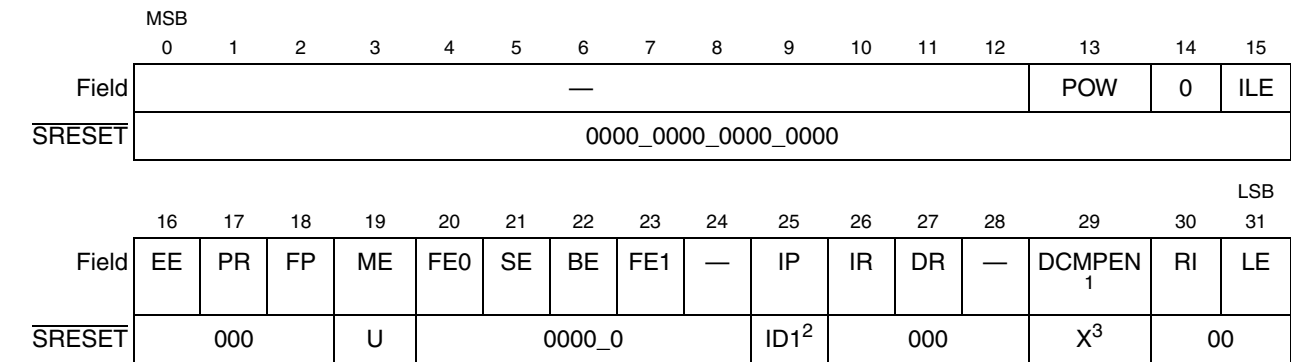 MSB
0 1 2 3 4 5 6 7 8 9 10 11 12 13 14 15
Field — POW 0 ILE
SRESET 0000_0000_0000_0000
LSB
16 17 18 19 20 21 22 23 24 25 26 27 28 29 30 31
Field EE PR FP ME FE0 SE BE FE1 — IP IR DR — DCMPEN RI LE
1
SRESET 000 U 0000_0 ID1² 000 X³ 00